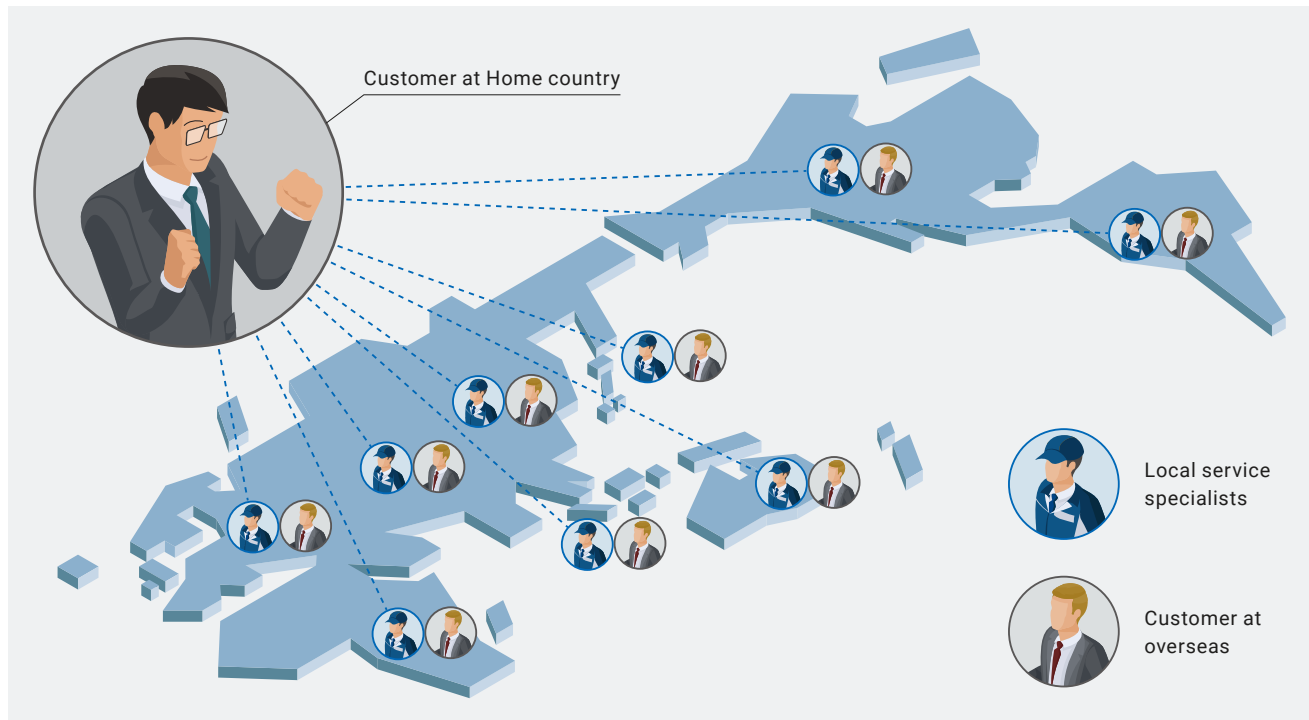 Customer at Home country
Local service
specialists
Customer at
overseas